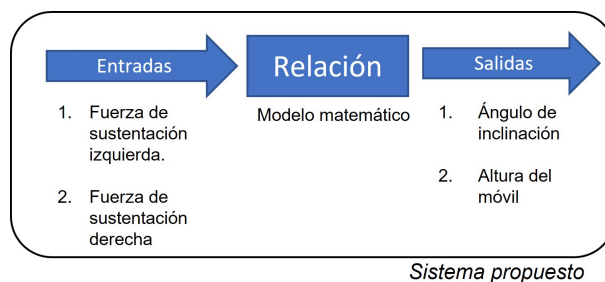 Entradas
Relación
Salidas
1. Fuerza de
sustentación
izquierda.
2. Fuerza de
sustentación
derecha
Modelo matemático
1. Ángulo de
inclinación
2. Altura del
móvil
Sistema propuesto